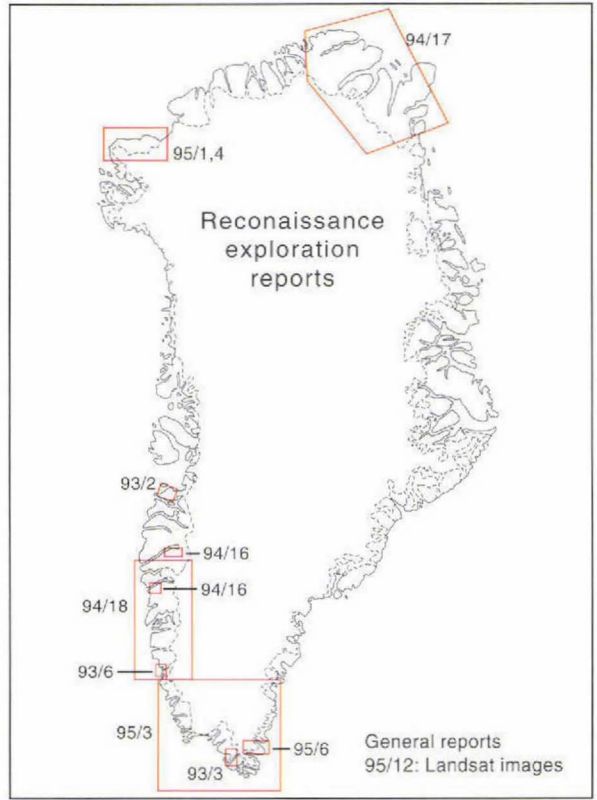 94/17
95/1,4
Reconaissance
exploration
reports
93/2
94/16
94/16
94/18
93/6
95/3
95/6
93/3
General reports
95/12: Landsat images